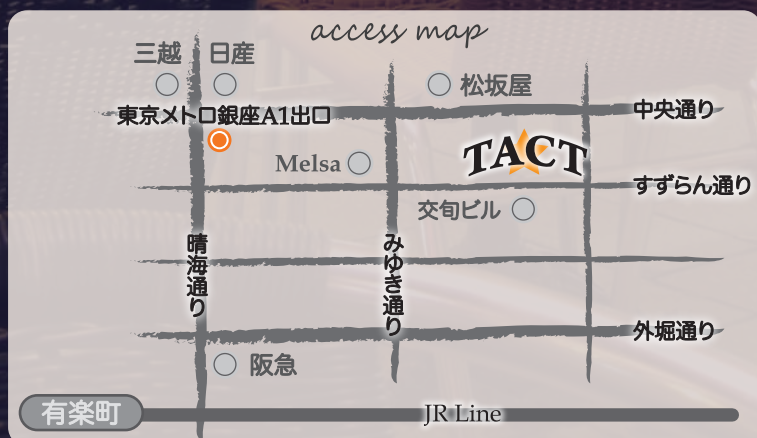 access map
三越
日産
松坂屋
東京メトロ銀座A1出口
中央通り
TACT
Melsa
すずらん通り
交旬ビル
晴海通り
みゆき通り
外堀通り
阪急
有楽町
JR Line